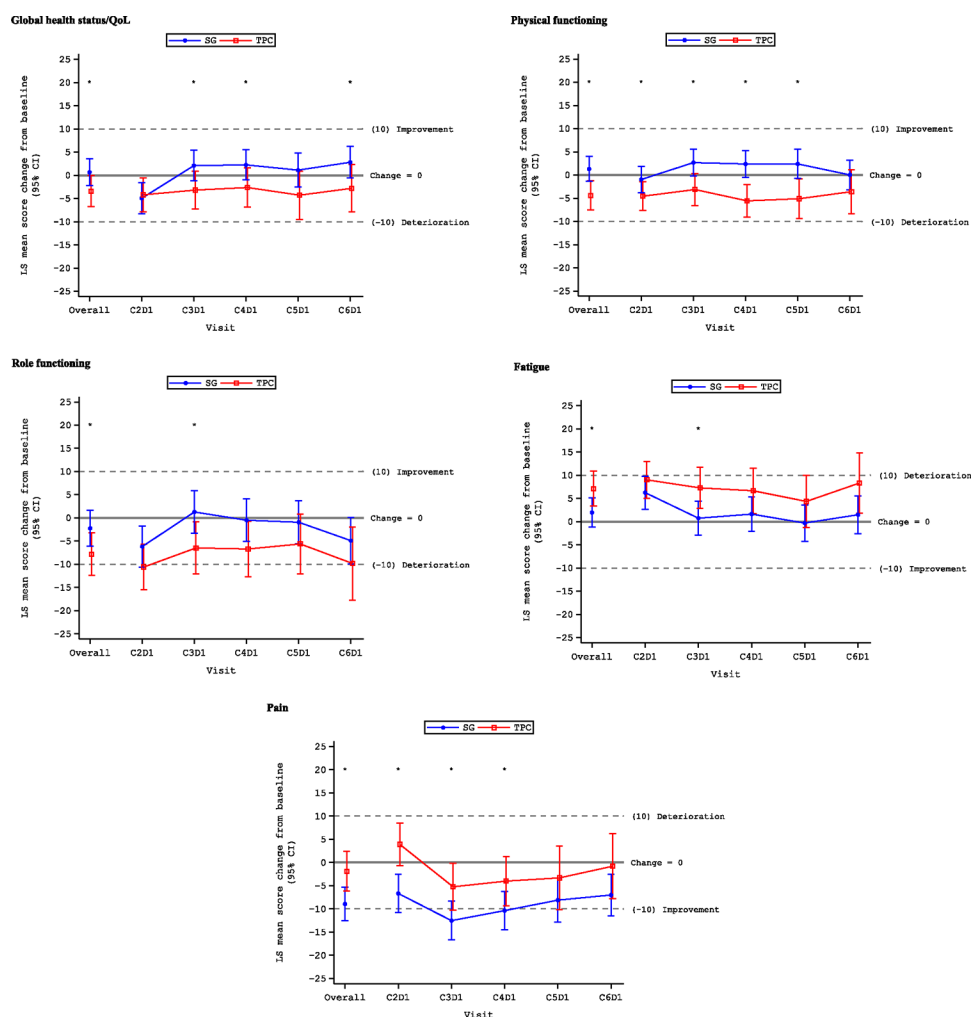 Global health status/QoL
SG TPC
LS mean score change from baseline
(95% CI)
25
20
15
10
5
0
-5
-10
-15
-20
-25
* * * *
(10) Improvement
Change = 0
(-10) Deterioration
Overall C2D1 C3D1 C4D1 C5D1 C6D1
Visit
Physical functioning
SG TPC
LS mean score change from baseline
(95% CI)
25
20
15
10
5
0
-5
-10
-15
-20
-25
* * * * *
(10) Improvement
Change = 0
(-10) Deterioration
Overall C2D1 C3D1 C4D1 C5D1 C6D1
Visit
Role functioning
SG TPC
LS mean score change from baseline
(95% CI)
25
20
15
10
5
0
-5
-10
-15
-20
-25
* *
(10) Improvement
Change = 0
(-10) Deterioration
Overall C2D1 C3D1 C4D1 C5D1 C6D1
Visit
Fatigue
SG TPC
LS mean score change from baseline
(95% CI)
25
20
15
10
5
0
-5
-10
-15
-20
-25
* *
(10) Deterioration
Change = 0
(-10) Improvement
Overall C2D1 C3D1 C4D1 C5D1 C6D1
Visit
Pain
SG TPC
LS mean score change from baseline
(95% CI)
25
20
15
10
5
0
-5
-10
-15
-20
-25
* * * *
(10) Deterioration
Change = 0
(-10) Improvement
Overall C2D1 C3D1 C4D1 C5D1 C6D1
Visit